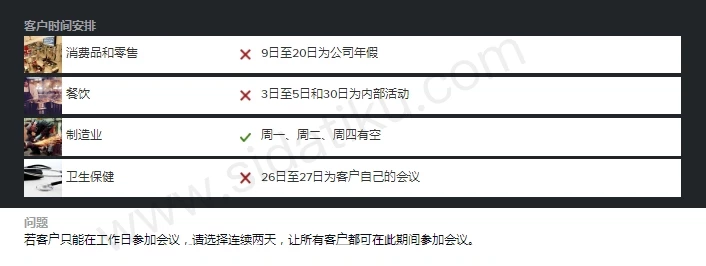 客户时间安排
消费品和零售 9日至20日为公司年假
餐饮 3日至5日和30日为内部活动
制造业 周一、周二、周四有空
卫生保健 26日至27日为客户自己的会议
问题
若客户只能在工作日参加会议，请选择连续两天，让所有客户都可在此期间参加会议。
www.sidatiku.com